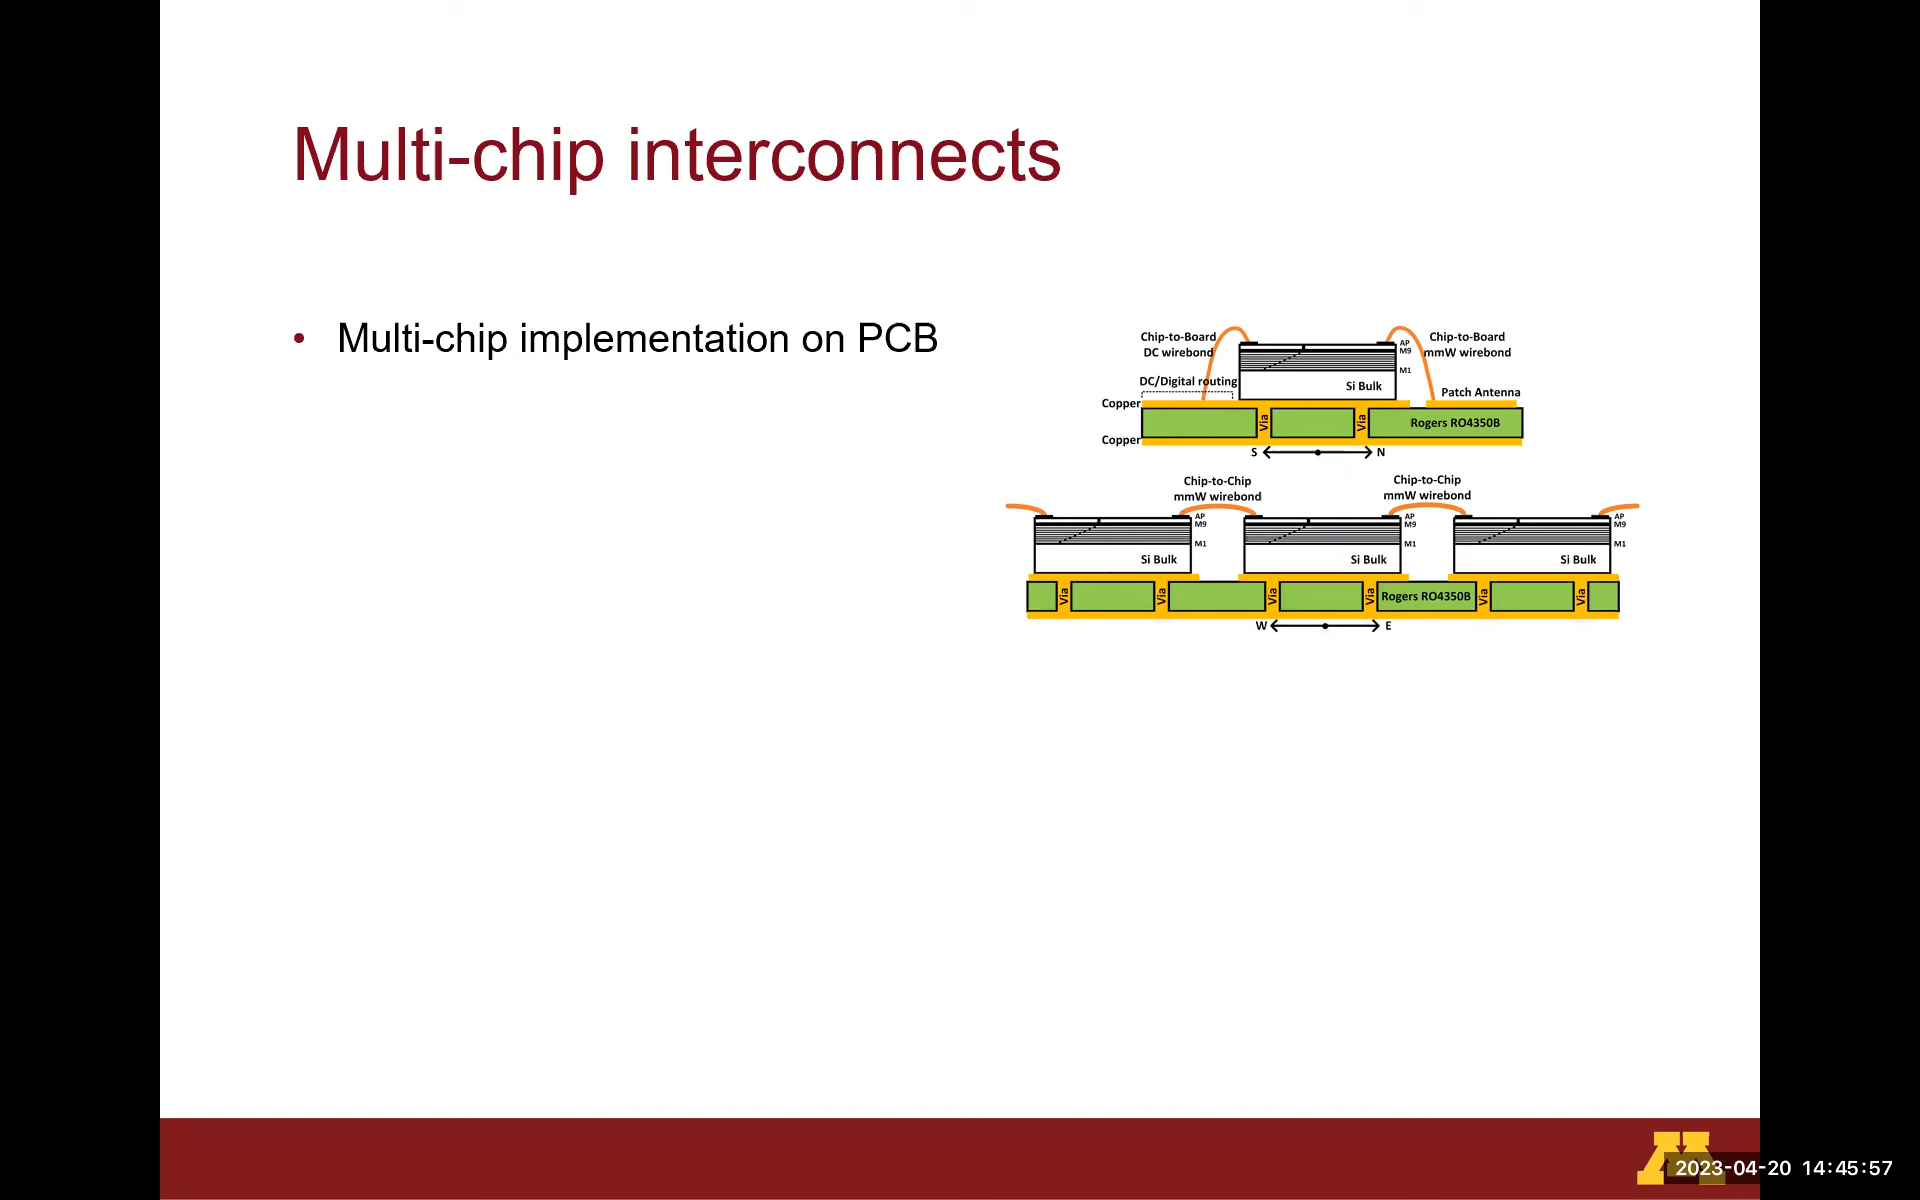 Multi-chip interconnects
• Multi-chip implementation on PCB
Chip-to-Board
DC wirebond
Chip-to-Board
mmW wirebond
AP
M9
M1
DC/Digital routing
Si Bulk
Patch Antenna
Copper
Via
Via
Rogers RO4350B
Copper
S
N
Chip-to-Chip
mmW wirebond
Chip-to-Chip
mmW wirebond
AP
M9
M1
AP
M9
M1
AP
M9
M1
Si Bulk
Si Bulk
Si Bulk
Via
Via
Via
Via
Rogers RO4350B
Via
Via
W
E
2023-04-20 14:45:57